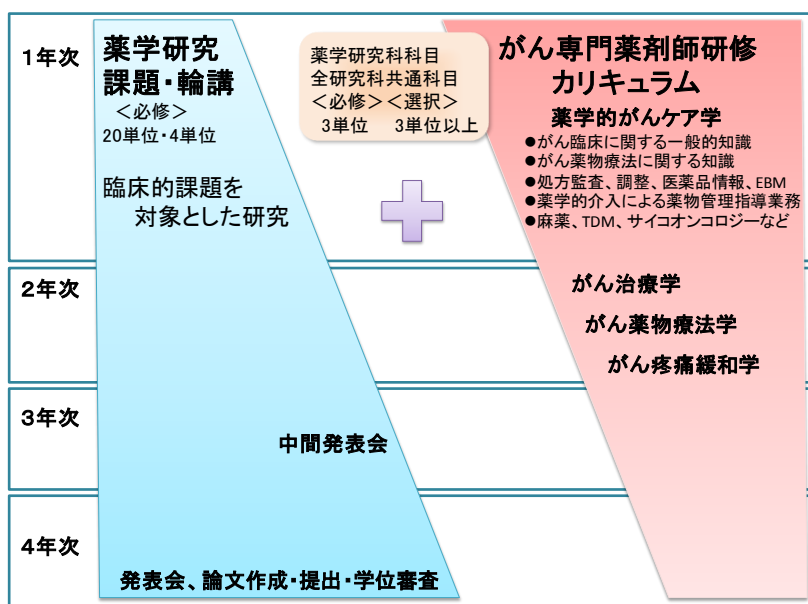 1年次
薬学研究
課題・輪講
＜必修＞
20単位・4単位
臨床的課題を
対象とした研究
薬学研究科科目
全研究科共通科目
＜必修＞＜選択＞
3単位 3単位以上
がん専門薬剤師研修
カリキュラム
薬学的がんケア学
●がん臨床に関する一般的知識
●がん薬物療法に関する知識
●処方監査、調整、医薬品情報、EBM
●薬学的介入による薬物管理指導業務
●麻薬、TDM、サイコオンコロジーなど
2年次
がん治療学
がん薬物療法学
がん疼痛緩和学
3年次
中間発表会
4年次
発表会、論文作成・提出・学位審査